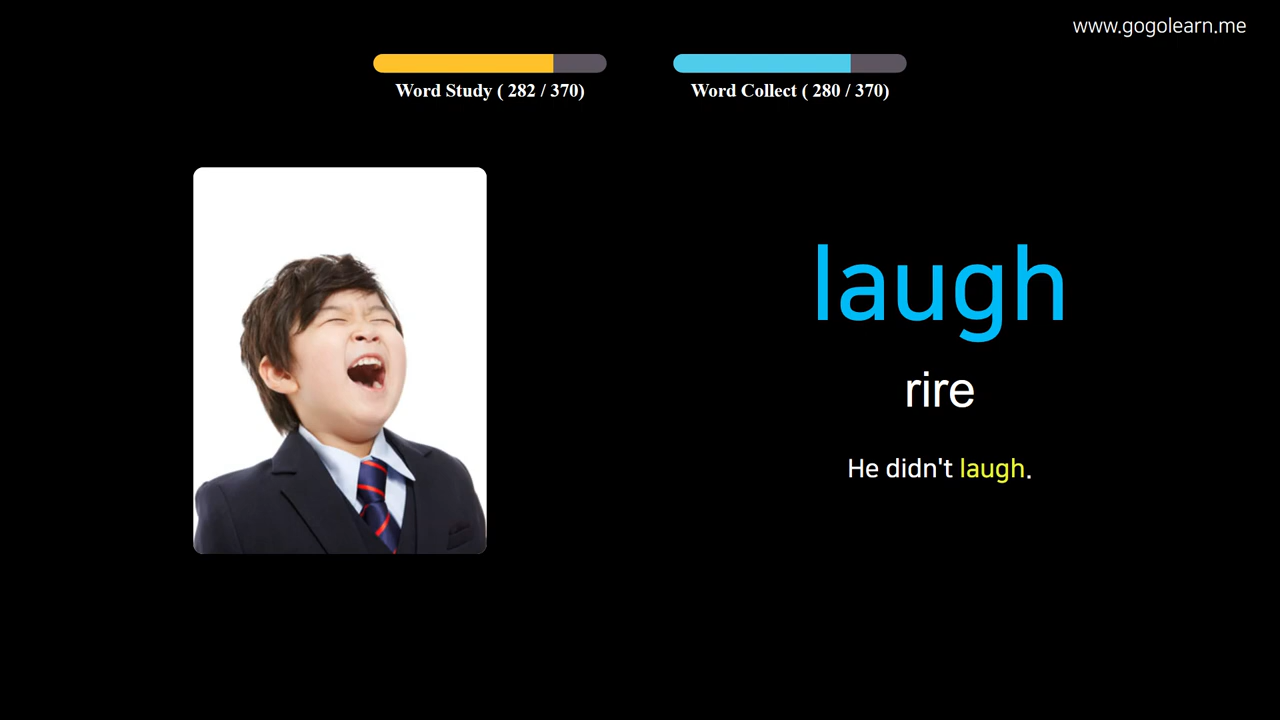 www.gogolearn.me
Word Study ( 282 / 370)
Word Collect ( 280 / 370)
laugh
rire
He didn't laugh.